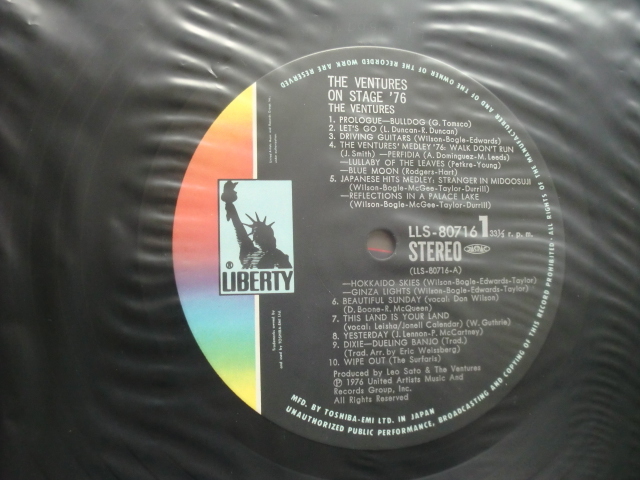 THE VENTURES
ON STAGE '76
THE VENTURES
1. PROLOGUE—BULLDOG (G. Tomsco)
2. LET'S GO (L. Duncan-R. Duncan)
3. DRIVING GUITARS (Wilson-Bogle-Edwards)
4. THE VENTURES' MEDLEY '76: WALK DON'T RUN
(J. Smith) —PERFIDIA (A. Dominguez-M. Leeds)
—LULLABY OF THE LEAVES (Petkre-Young)
—BLUE MOON (Rodgers-Hart)
5. JAPANESE HITS MEDLEY: STRANGER IN MIDOOSUJI
(Wilson-Bogle-McGee-Taylor-Durrill)
—REFLECTIONS IN A PALACE LAKE
(Wilson-Bogle-McGee-Taylor-Durrill)
LLS-80716 1 33⅓ r. p. m.
STEREO
(LLS-80716-A)
—HOKKAIDO SKIES (Wilson-Bogle-Edwards-Taylor)
—GINZA LIGHTS (Wilson-Bogle-Edwards-Taylor)
6. BEAUTIFUL SUNDAY (vocal: Don Wilson)
(D. Boone-R. McQueen)
7. THIS LAND IS YOUR LAND
(vocal: Leisha/Jonell Calendar) (W. Guthrie)
8. YESTERDAY (J. Lennon-P. McCartney)
9. DIXIE—DUELING BANJO (Trad.)
(Trad. Arr. by Eric Weissberg)
10. WIPE OUT (The Surfaris)
Produced by Leo Sato & The Ventures
Ⓟ 1976 United Artists Music And
Records Group, Inc.
All Rights Reserved
® LIBERTY
MFD. BY TOSHIBA-EMI LTD. IN JAPAN
ALL RIGHTS OF THE MANUFACTURER AND OF THE OWNER OF THE RECORDED WORK ARE RESERVED
UNAUTHORIZED PUBLIC PERFORMANCE, BROADCASTING AND COPYING OF THIS RECORD PROHIBITED·